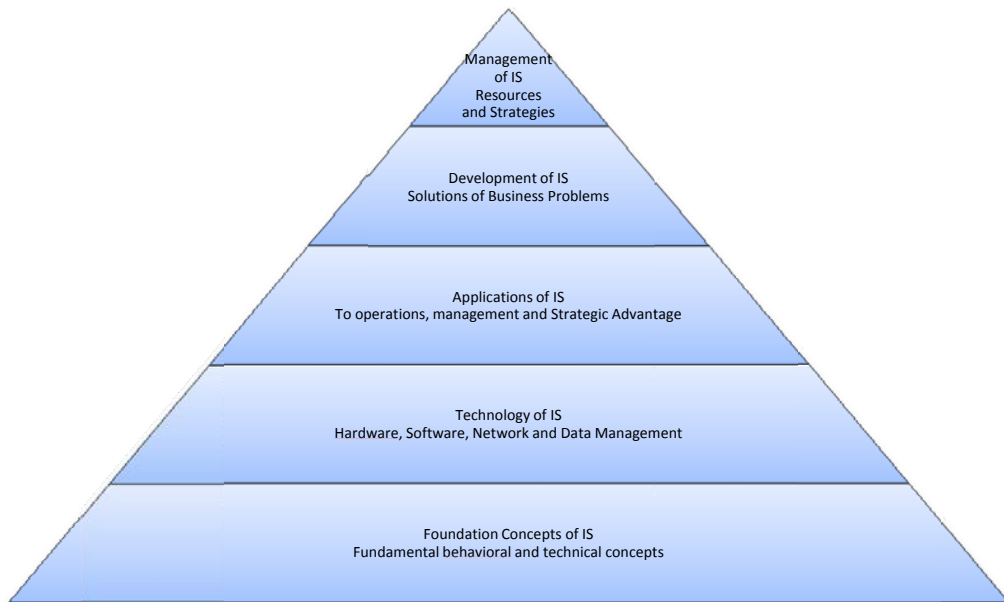 Management
of IS
Resources
and Strategies
Development of IS
Solutions of Business Problems
Applications of IS
To operations, management and Strategic Advantage
Technology of IS
Hardware, Software, Network and Data Management
Foundation Concepts of IS
Fundamental behavioral and technical concepts